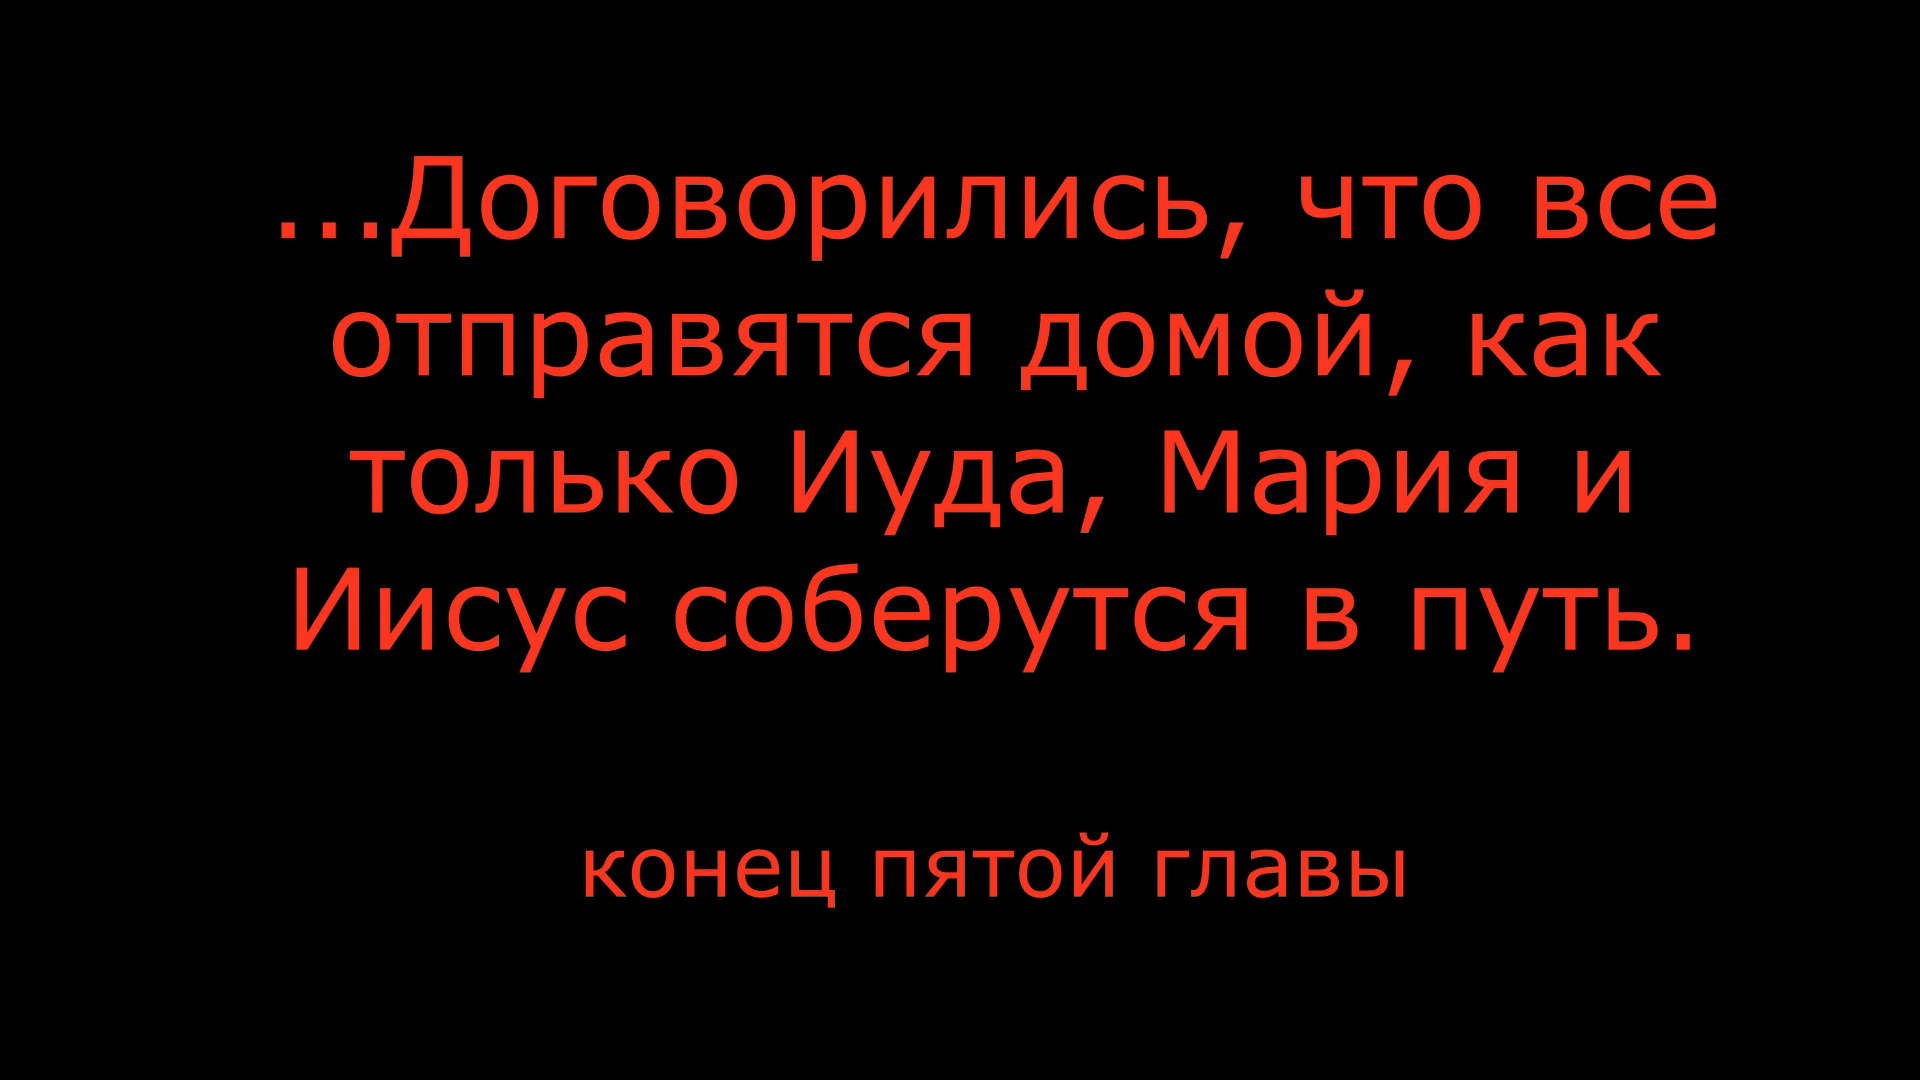 ...Договорились, что все
отправятся домой, как
только Иуда, Мария и
Иисус соберутся в путь.
конец пятой главы